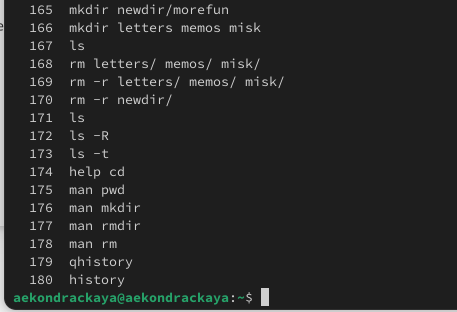 165 mkdir newdir/morefun
166 mkdir letters memos misk
167 ls
168 rm letters/ memos/ misk/
169 rm -r letters/ memos/ misk/
170 rm -r newdir/
171 ls
172 ls -R
173 ls -t
174 help cd
175 man pwd
176 man mkdir
177 man rmdir
178 man rm
179 qhistory
180 history
aekondrackaya@aekondrackaya:~$